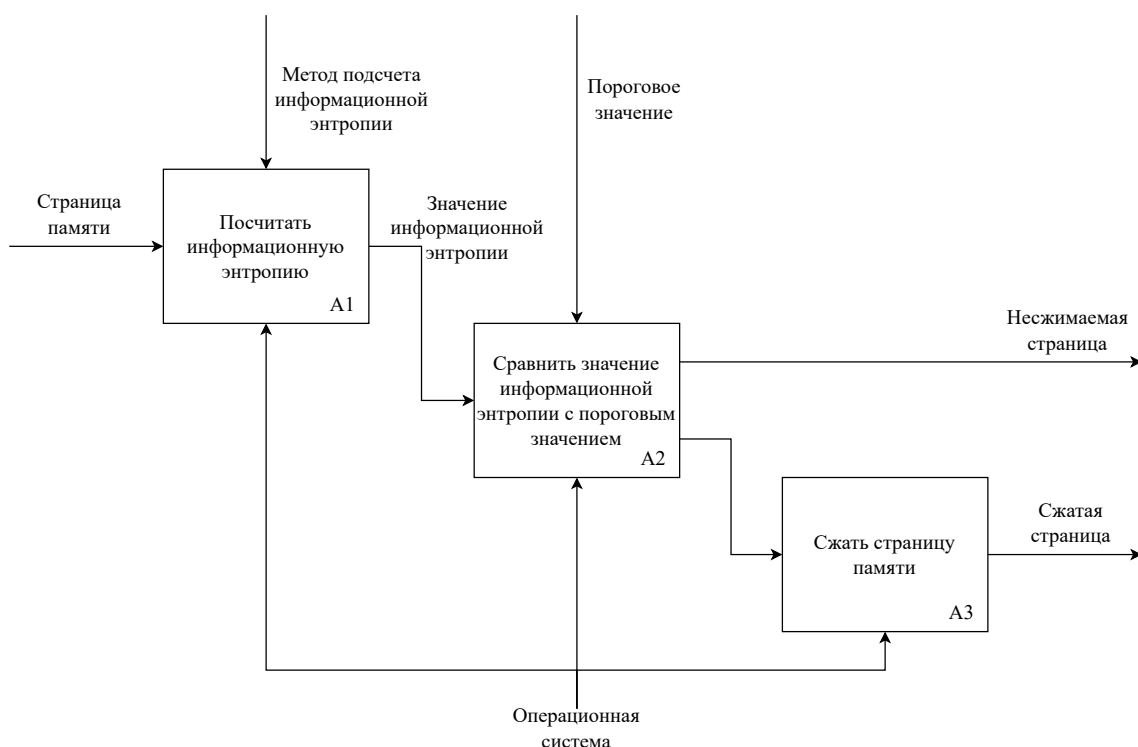 Метод подсчета
информационной
энтропии
Пороговое
значение
Страница
памяти
Посчитать
информационную
энтропию
A1
Значение
информационной
энтропии
Сравнить значение
информационной
энтропии с пороговым
значением
A2
Несжимаемая
страница
Сжать страницу
памяти
A3
Сжатая
страница
Операционная
система